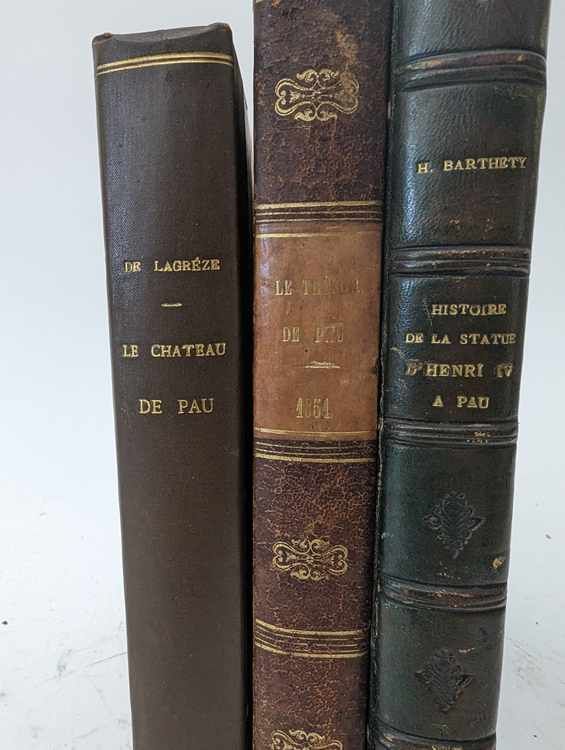 DE LAGRÉZE
LE CHATEAU
DE PAU
LE
DE PAU
1851
H. BARTHETY
HISTOIRE
DE LA STATUE
D'HENRI IV
A PAU